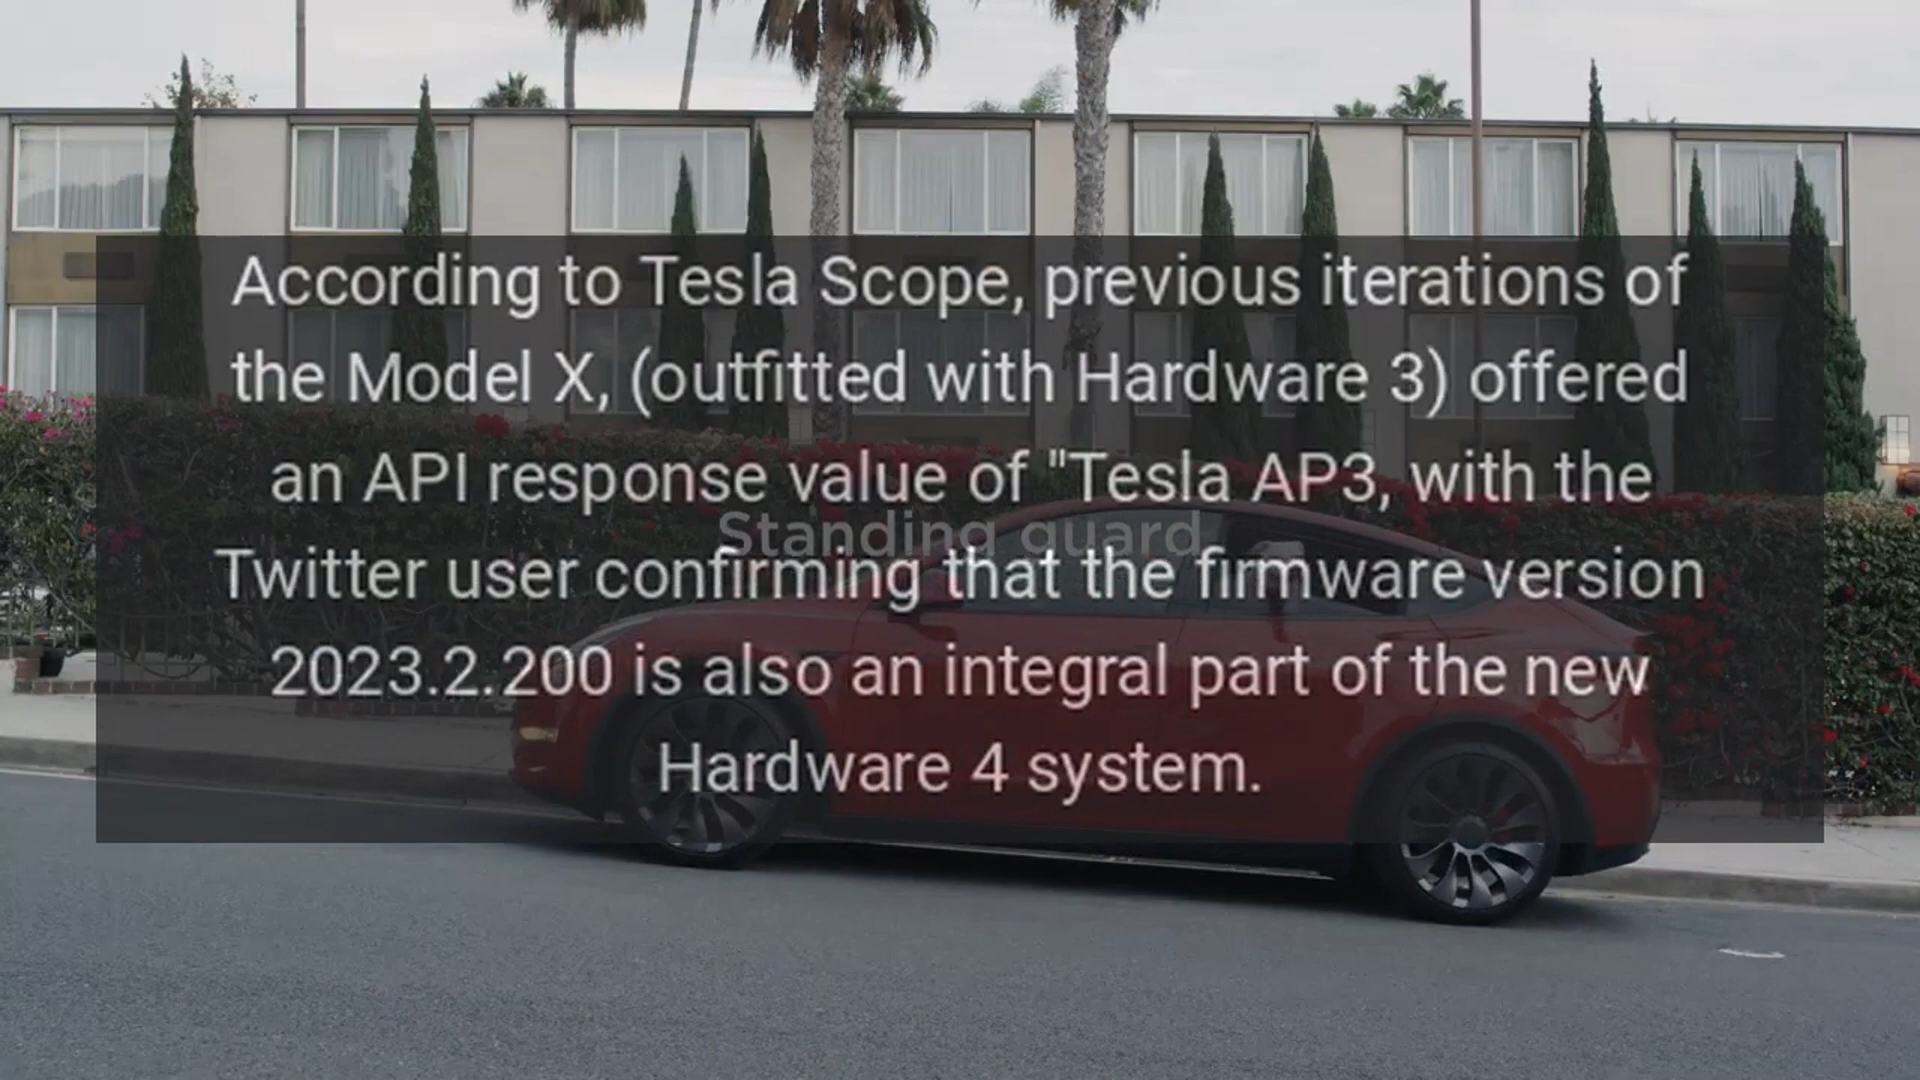 According to Tesla Scope, previous iterations of
the Model X, (outfitted with Hardware 3) offered
an API response value of "Tesla AP3, with the
Standing guard
Twitter user confirming that the firmware version
2023.2.200 is also an integral part of the new
Hardware 4 system.